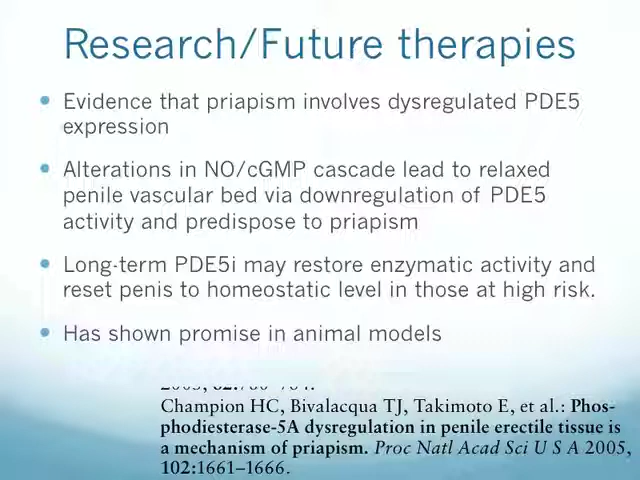 Research/Future therapies
Evidence that priapism involves dysregulated PDE5
expression
Alterations in NO/cGMP cascade lead to relaxed
penile vascular bed via downregulation of PDE5
activity and predispose to priapism
Long-term PDE5i may restore enzymatic activity and
reset penis to homeostatic level in those at high risk.
Has shown promise in animal models
Champion HC, Bivalacqua TJ, Takimoto E, et al.: Phos-
phodiesterase-5A dysregulation in penile erectile tissue is
a mechanism of priapism. Proc Natl Acad Sci U S A 2005,
102:1661–1666.